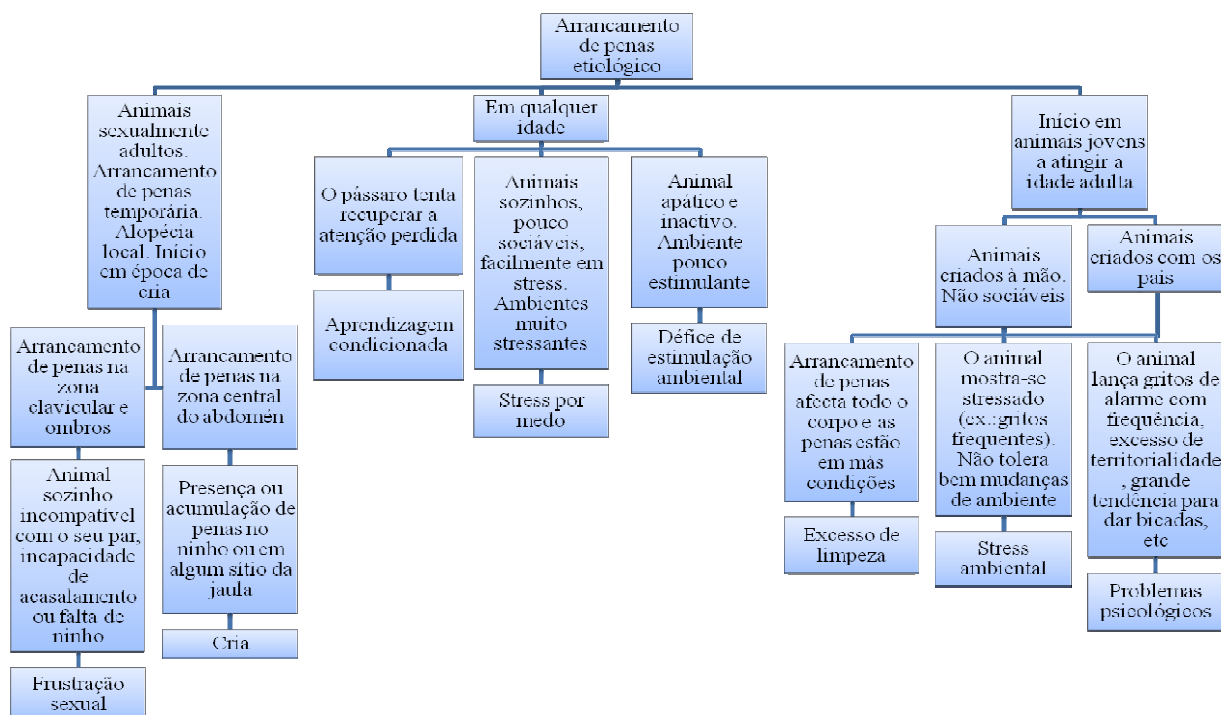 Arrancamento
de penas
etiológico
Animais
sexualmente
adultos.
Arrancamento
de penas
temporária.
Alopécia
local. Início
em época de
cria
Arrancamento
de penas na
zona
clavicular e
ombros
Animal
sozinho
incompatível
com o seu par,
incapacidade
de
acasalamento
ou falta de
ninho
Frustração
sexual
Arrancamento
de penas na
zona central
do abdomén
Presença ou
acumulação de
penas no
ninho ou em
algum sítio da
jaula
Cria
Em qualquer
idade
O pássaro tenta
recuperar a
atenção perdida
Aprendizagem
condicionada
Animais
sozinhos,
pouco
sociáveis,
facilmente em
stress.
Ambientes
muito
stressantes
Stress por
medo
Animal
apático e
inactivo.
Ambiente
pouco
estimulante
Défice de
estimulação
ambiental
Início em
animais jovens
a atingir a
idade adulta
Animais
criados à mão.
Não sociáveis
Animais
criados com os
pais
Arrancamento
de penas
afecta todo o
corpo e as
penas estão
em más
condições
Excesso de
limpeza
O animal
mostra-se
stressado
(ex.:gritos
frequentes).
Não tolera
bem mudanças
de ambiente
Stress
ambiental
O animal
lança gritos de
alarme com
frequência,
excesso de
territorialidade
, grande
tendência para
dar bicadas,
etc
Problemas
psicológicos